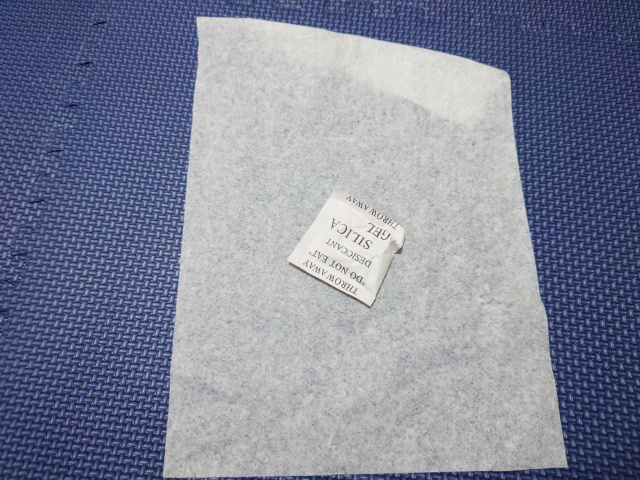 THROW AWAY
"DO NOT EAT"
DESICCANT
SILICA
GEL
THROW AWAY